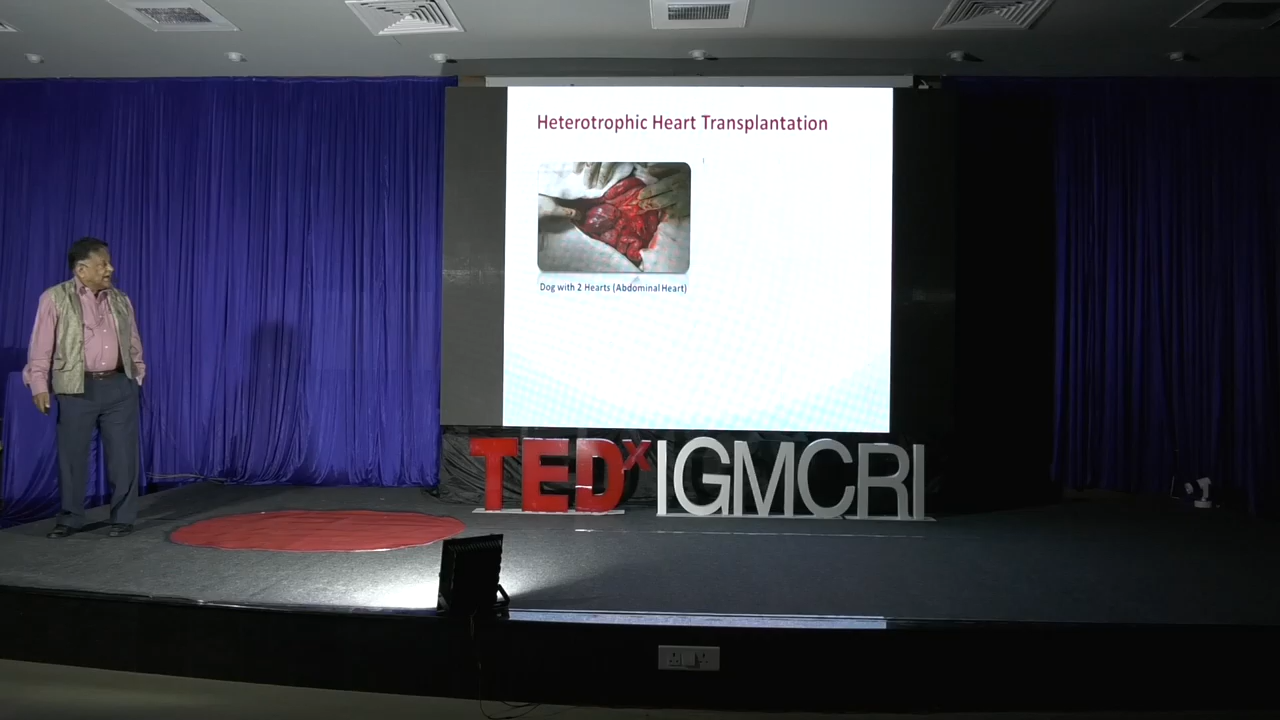 Heterotrophic Heart Transplantation
Dog with 2 Hearts (Abdominal Heart)
TEDx IGMCRI